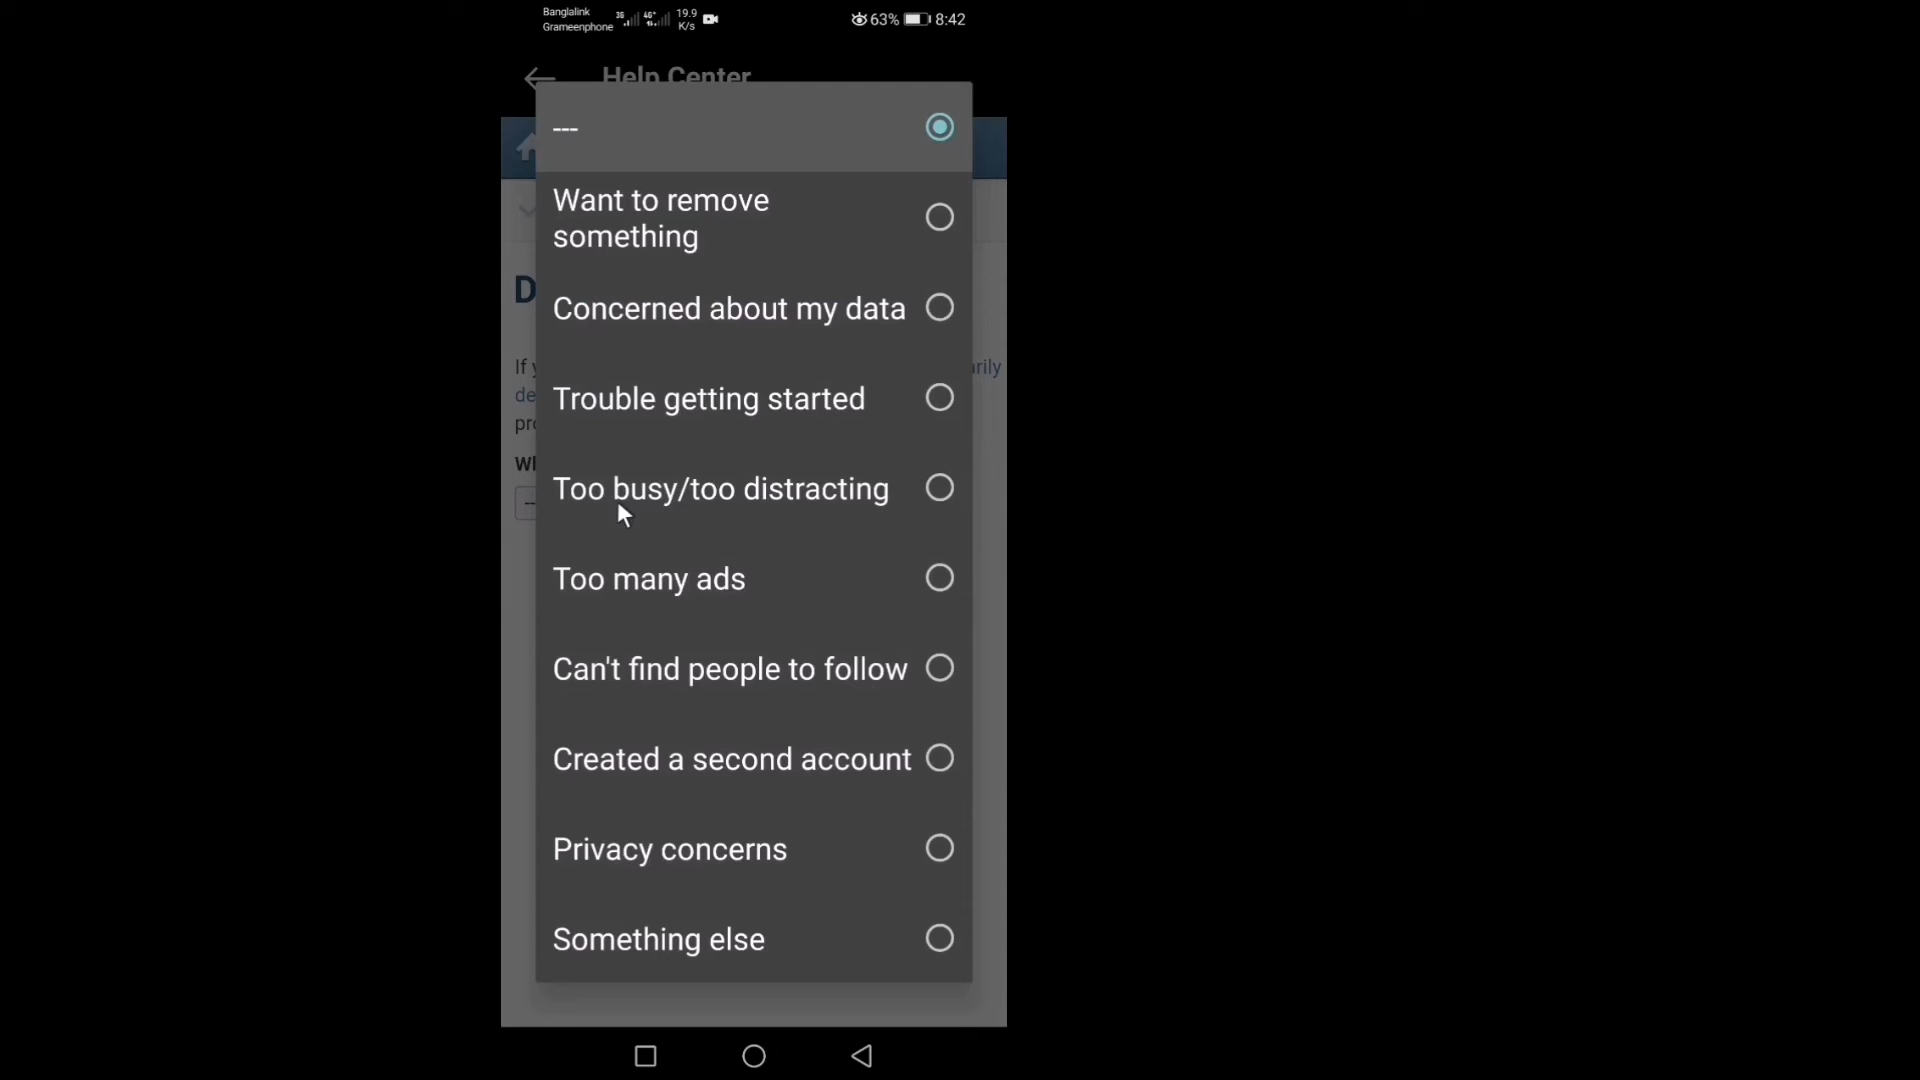 Banglalink
Grameenphone
3G
4G+
19.9
K/s
63%
8:42
Help Center
---
Want to remove
something
Concerned about my data
Trouble getting started
Too busy/too distracting
Too many ads
Can't find people to follow
Created a second account
Privacy concerns
Something else